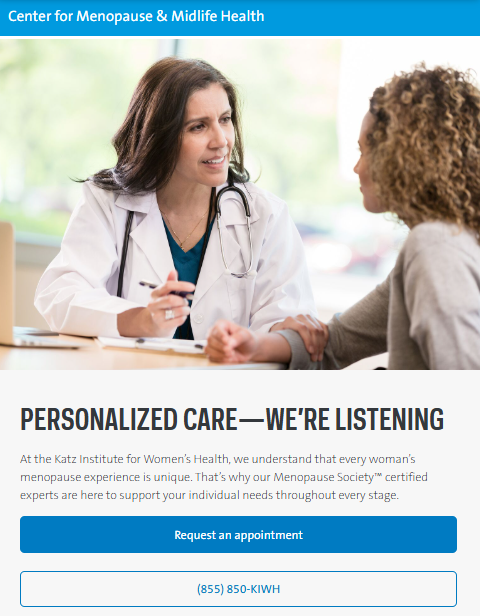 Center for Menopause & Midlife Health
PERSONALIZED CARE—WE'RE LISTENING
At the Katz Institute for Women's Health, we understand that every woman's
menopause experience is unique. That's why our Menopause Society™ certified
experts are here to support your individual needs throughout every stage.
Request an appointment
(855) 850-KIWH